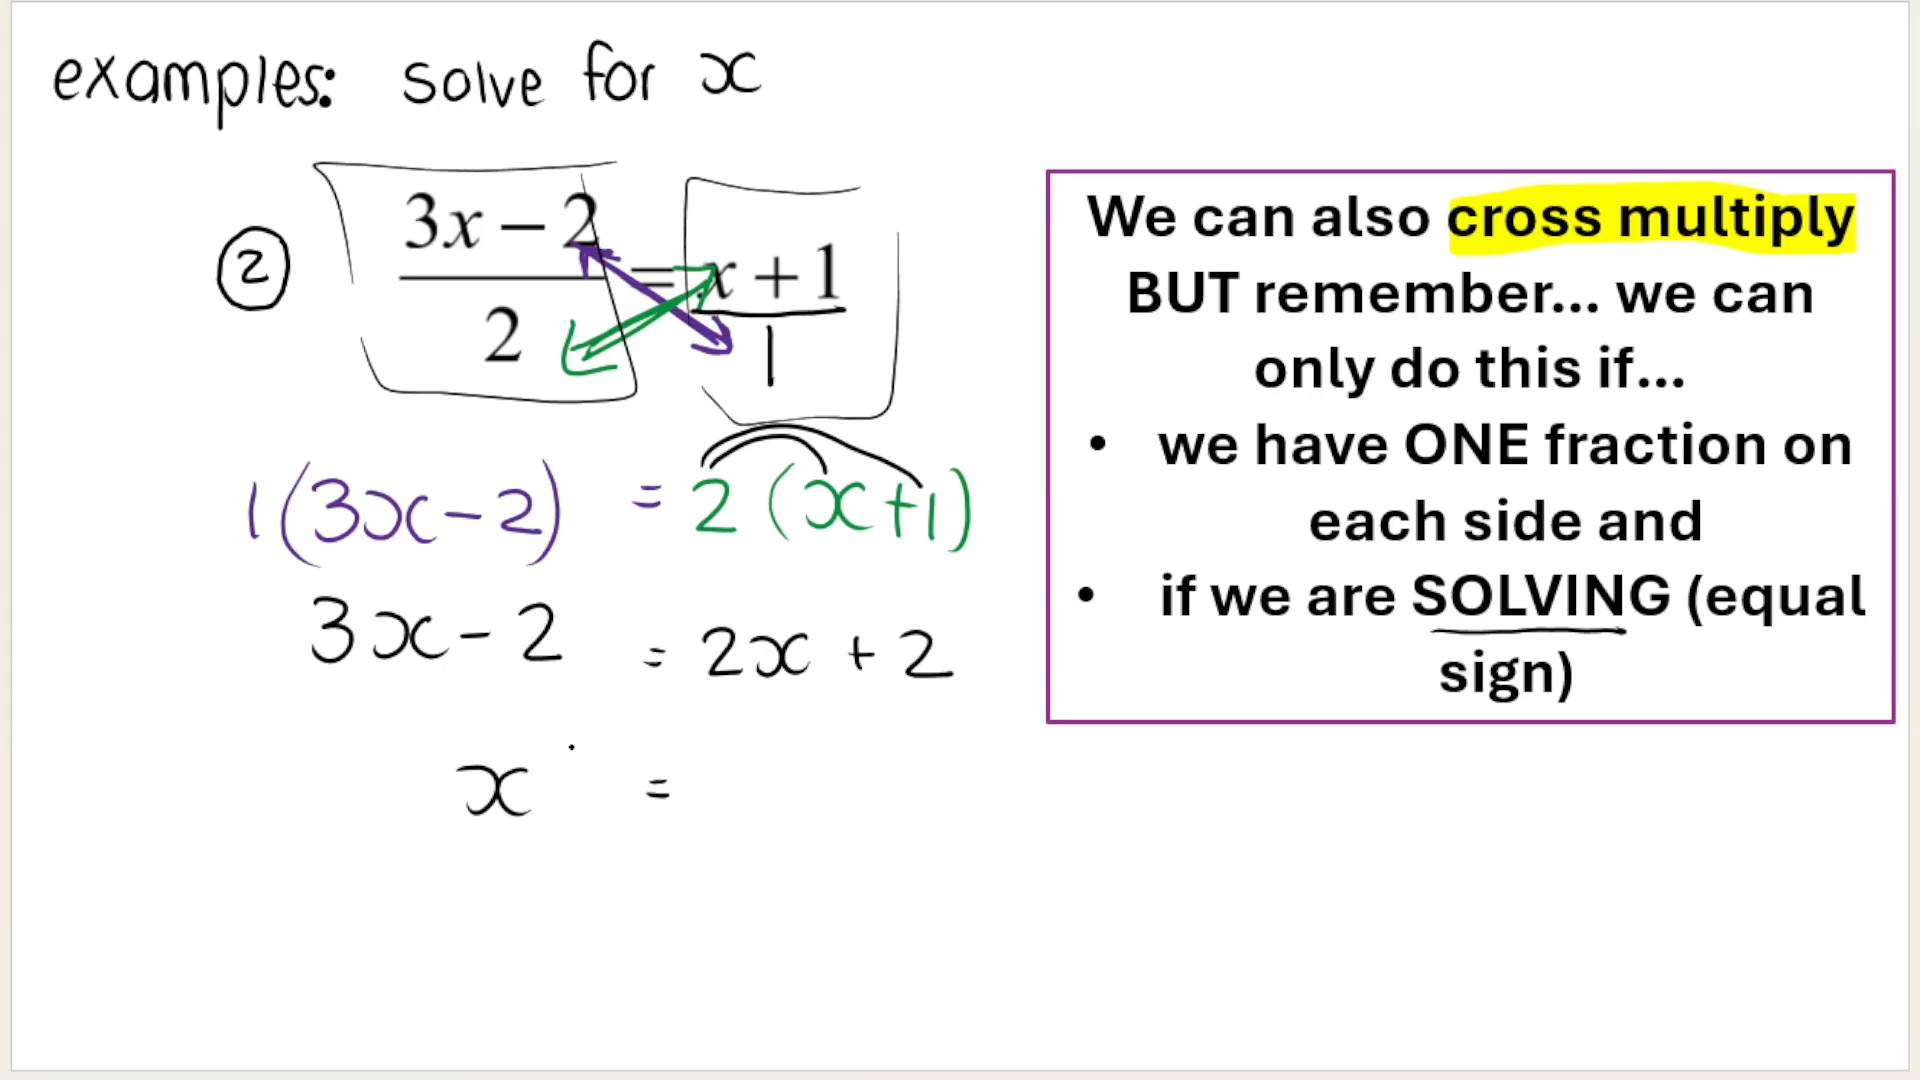 examples: solve for x
②
3x − 2
2
= x + 1
1
1(3x-2) = 2(x+1)
3x - 2 = 2x + 2
x =
We can also cross multiply
BUT remember... we can
only do this if...
• we have ONE fraction on
each side and
• if we are SOLVING (equal
sign)